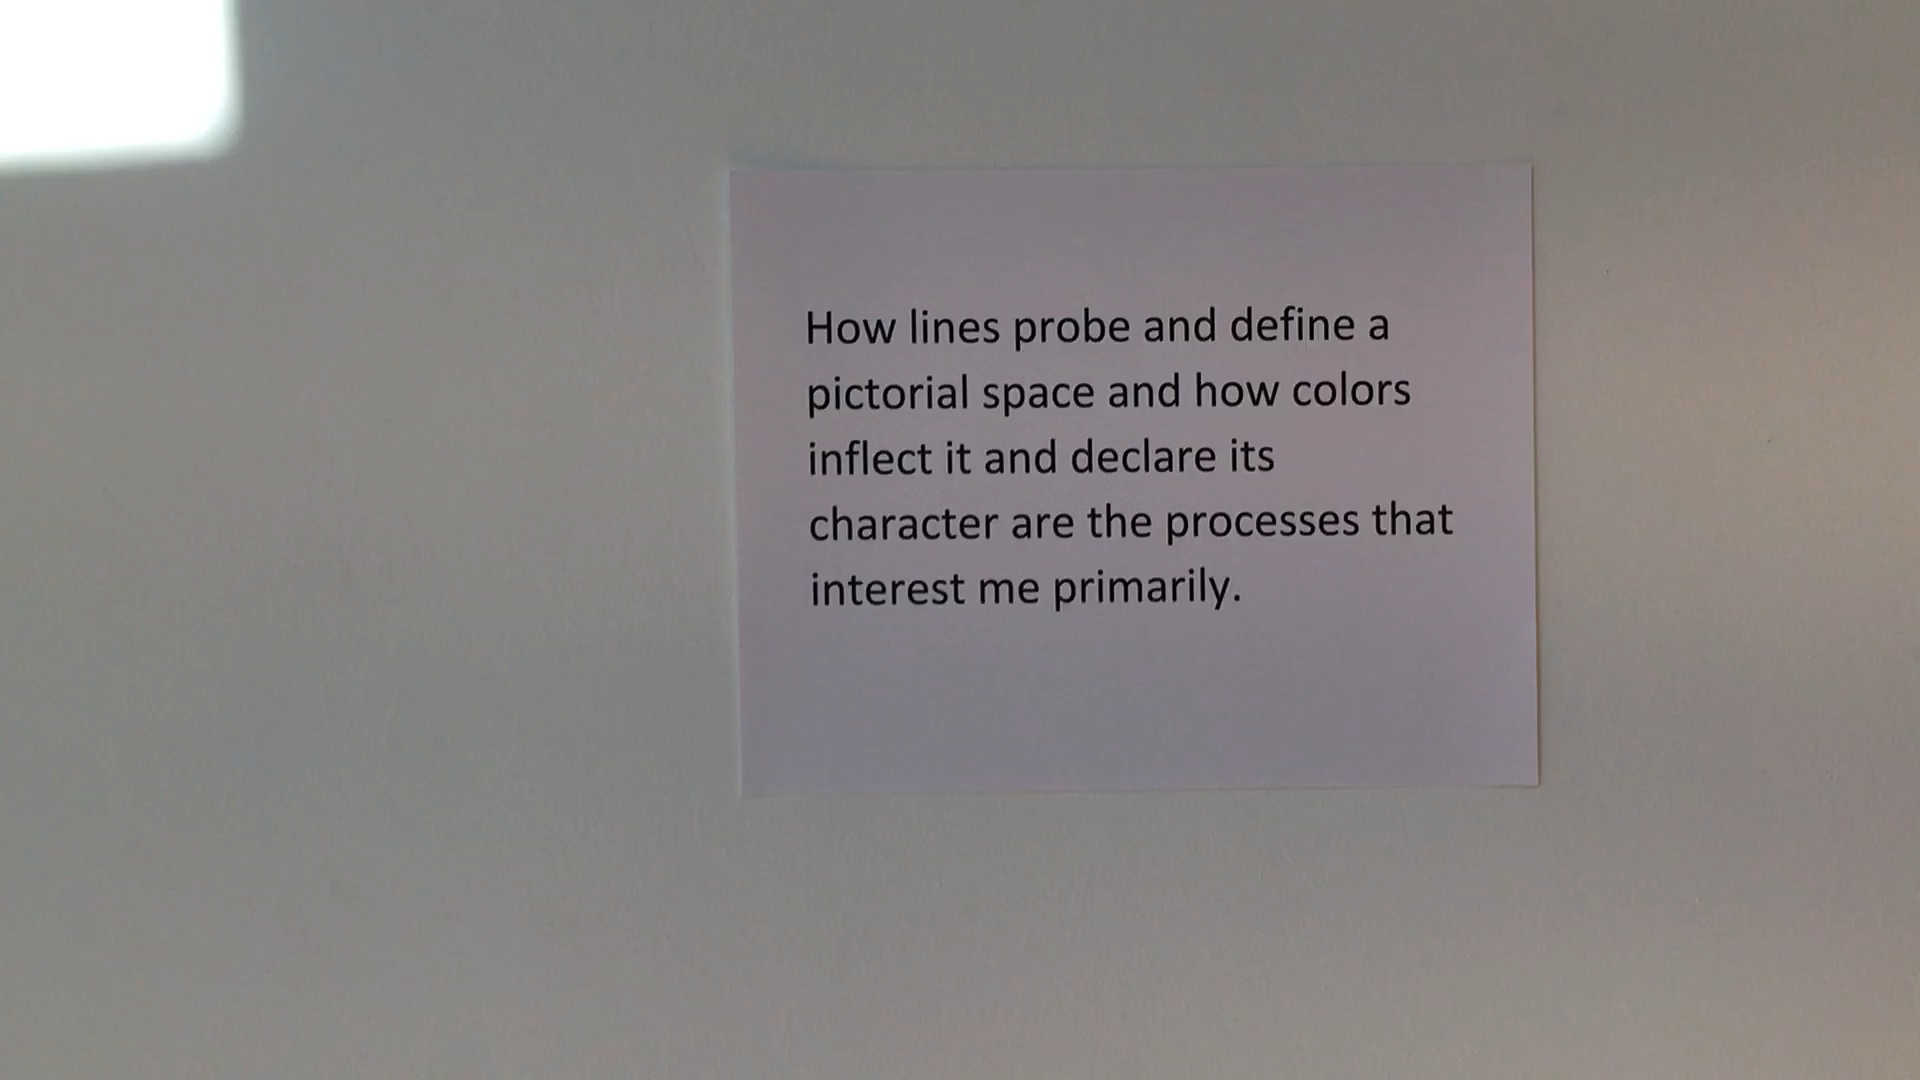 How lines probe and define a
pictorial space and how colors
inflect it and declare its
character are the processes that
interest me primarily.